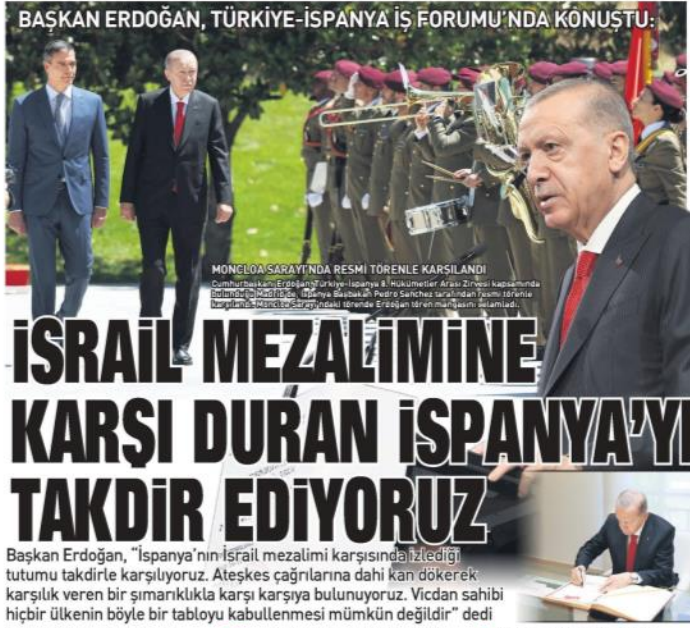 BAŞKAN ERDOĞAN, TÜRKİYE-İSPANYA İŞ FORUMU'NDA KONUŞTU:
MONCLOA SARAYI'NDA RESMİ TÖRENLE KARŞILANDI
Cumhurbaşkanı Erdoğan, Türkiye-İspanya 8. Hükümetler Arası Zirvesi kapsamında
bulunduğu Madrid'de, İspanya Başbakanı Pedro Sanchez tarafından resmi törenle
karşılandı. Moncloa Sarayı'ndaki törende Erdoğan tören mangasını selamladı.
İSRAİL MEZALİMİNE
KARŞI DURAN İSPANYA'YI
TAKDİR EDİYORUZ
Başkan Erdoğan, "İspanya'nın İsrail mezalimi karşısında izlediği
tutumu takdirle karşılıyoruz. Ateşkes çağrılarına dahi kan dökerek
karşılık veren bir şımarıklıkla karşı karşıya bulunuyoruz. Vicdan sahibi
hiçbir ülkenin böyle bir tabloyu kabullenmesi mümkün değildir" dedi